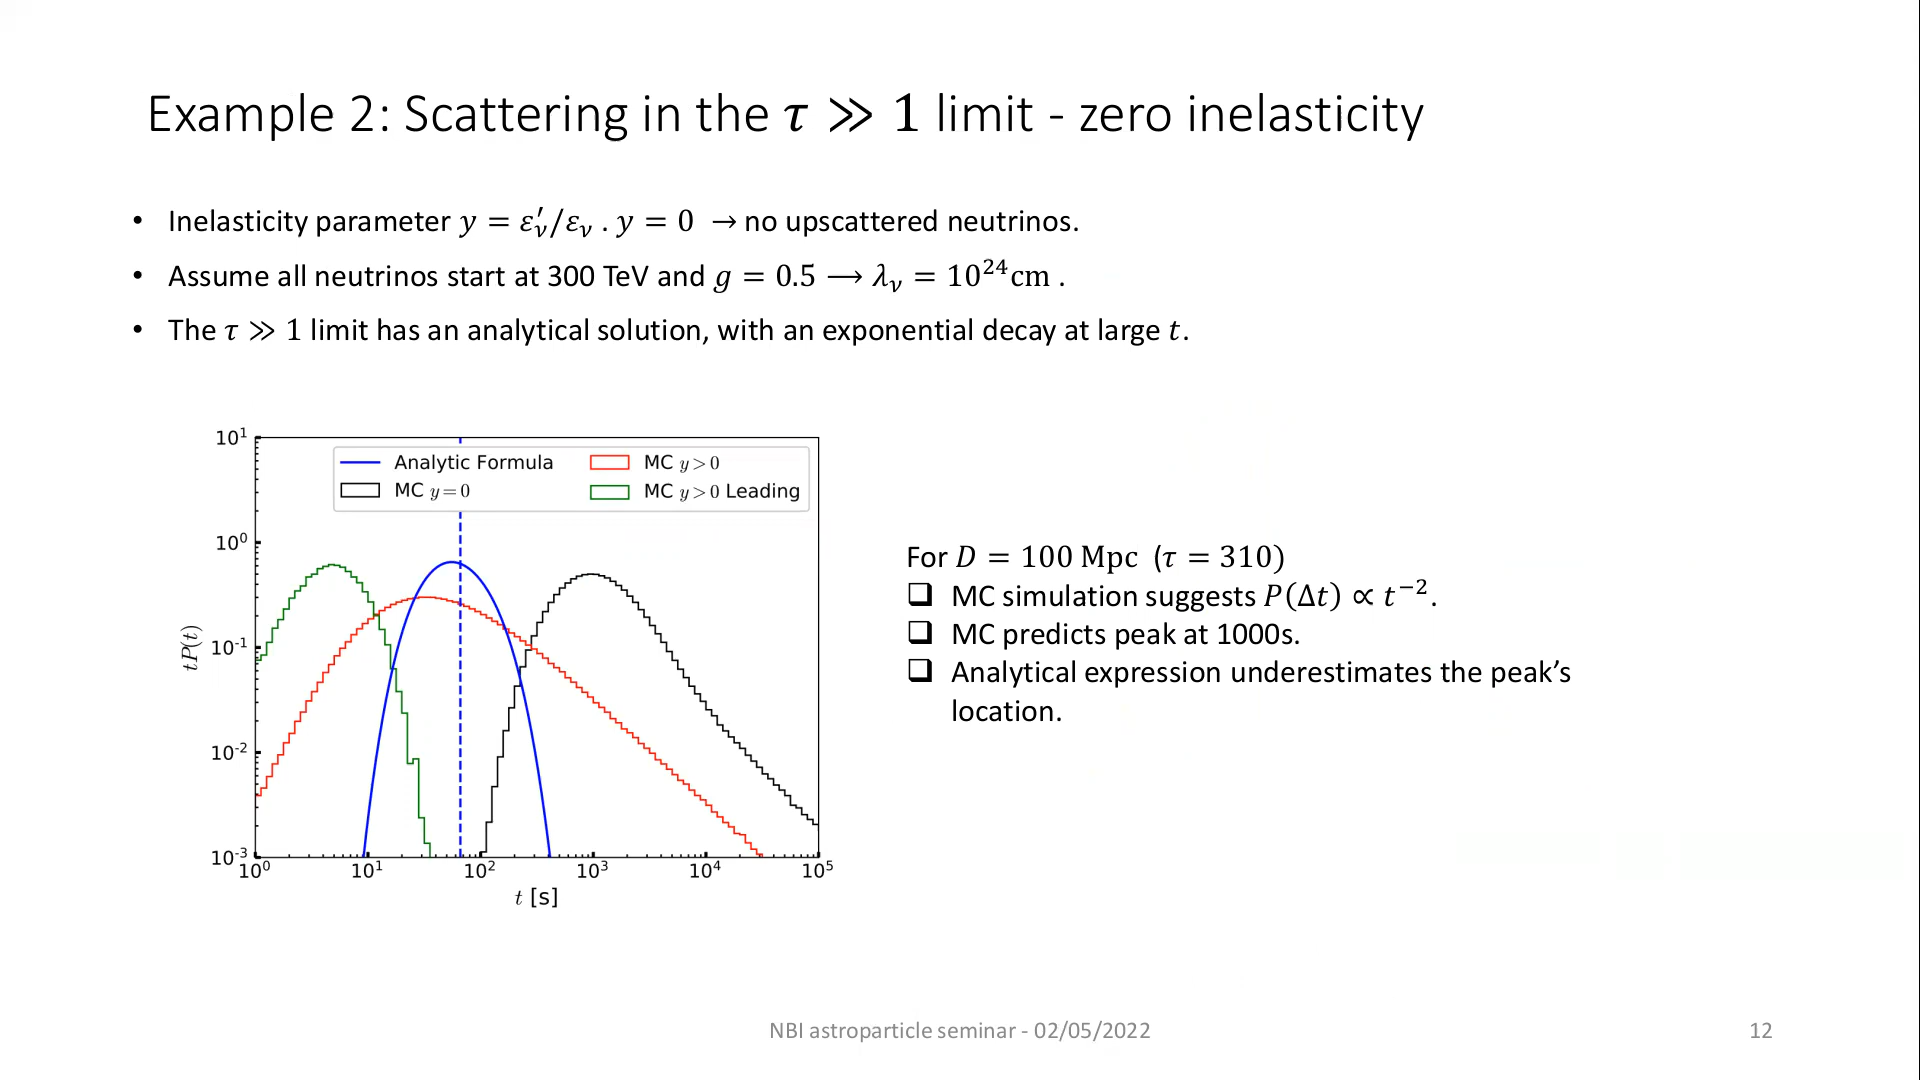 Example 2: Scattering in the τ ≫ 1 limit - zero inelasticity
• Inelasticity parameter y = ε′ᵥ/εᵥ . y = 0 → no upscattered neutrinos.
• Assume all neutrinos start at 300 TeV and g = 0.5 ⟶ λᵥ = 10²⁴cm .
• The τ ≫ 1 limit has an analytical solution, with an exponential decay at large t.
10¹
10⁰
10⁻¹
10⁻²
10⁻³
tP(t)
Analytic Formula
MC y = 0
MC y > 0
MC y > 0 Leading
10⁰ 10¹ 10² 10³ 10⁴ 10⁵
t [s]
For D = 100 Mpc (τ = 310)
❑ MC simulation suggests P(Δt) ∝ t⁻².
❑ MC predicts peak at 1000s.
❑ Analytical expression underestimates the peak’s
location.
NBI astroparticle seminar - 02/05/2022
12